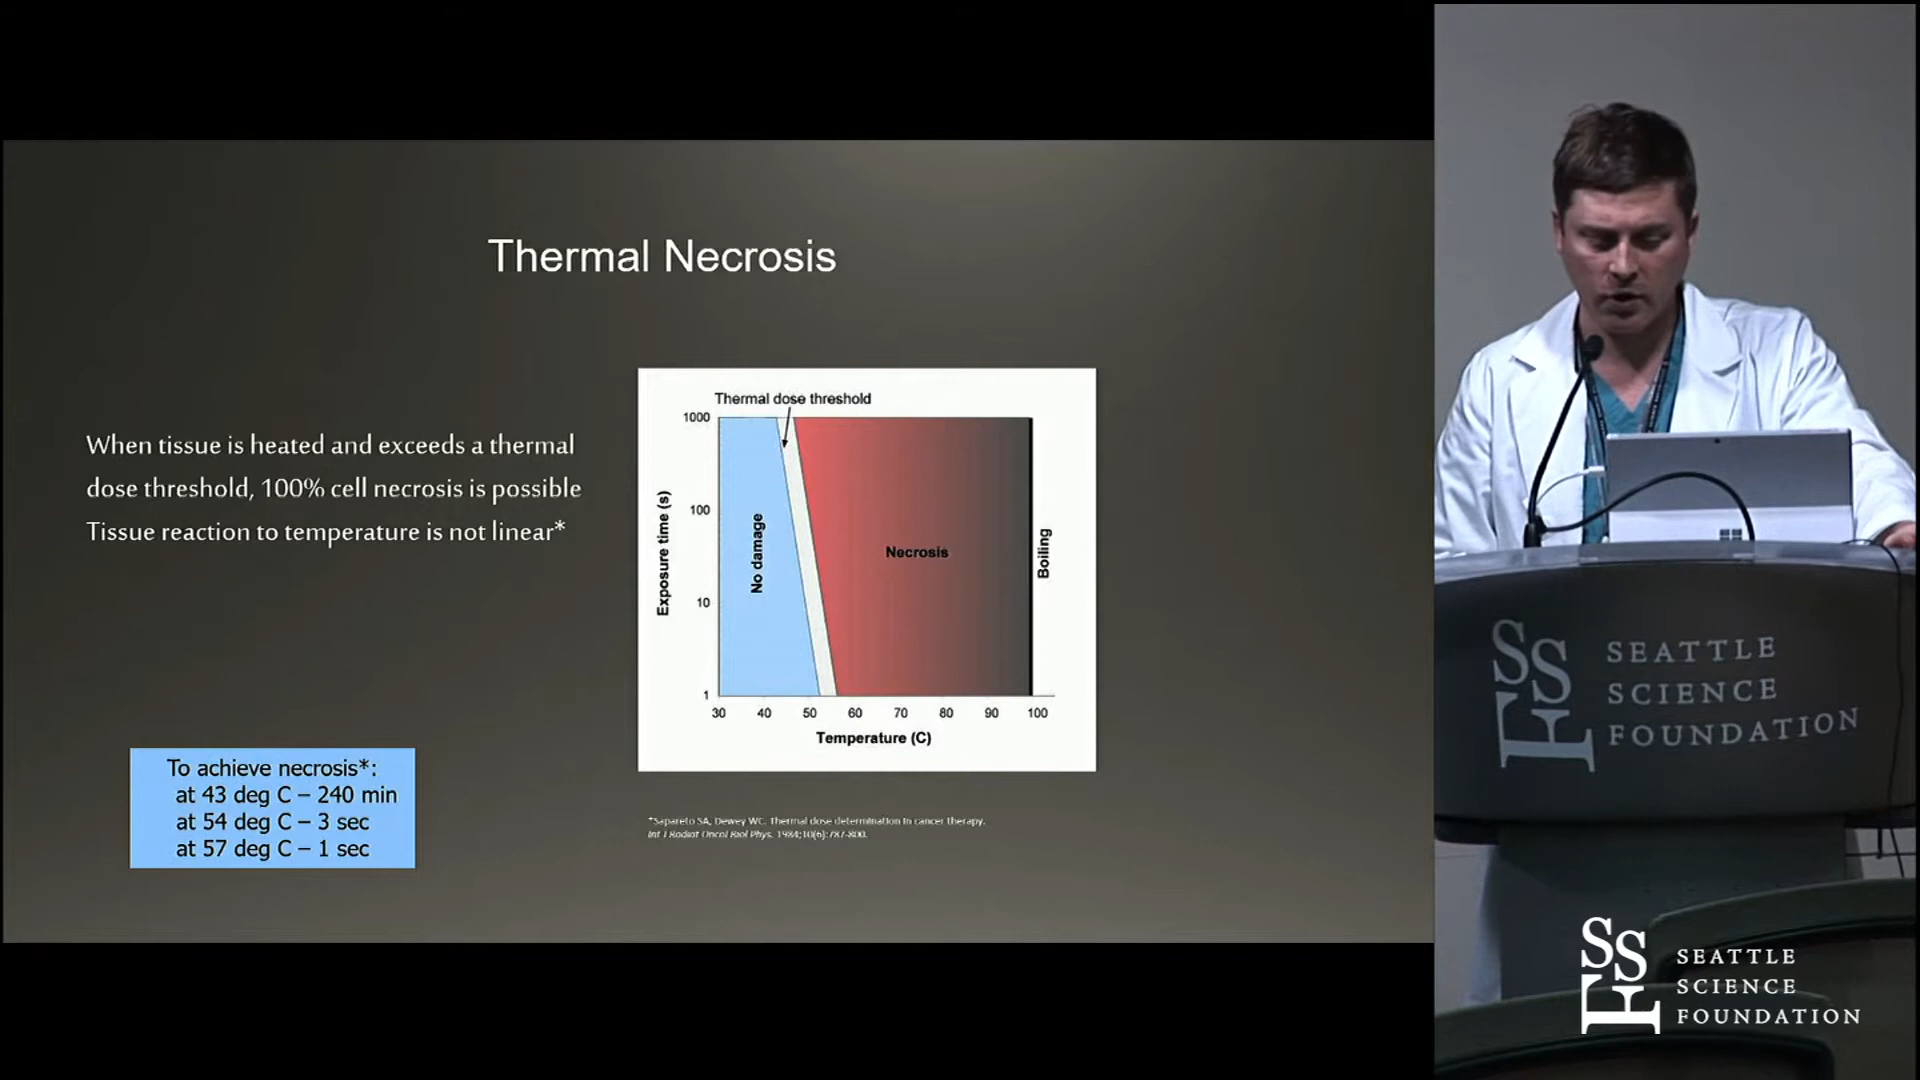 Thermal Necrosis
When tissue is heated and exceeds a thermal
dose threshold, 100% cell necrosis is possible
Tissue reaction to temperature is not linear*
To achieve necrosis*:
at 43 deg C – 240 min
at 54 deg C – 3 sec
at 57 deg C – 1 sec
Thermal dose threshold
1000
100
10
1
Exposure time (s)
No damage
Necrosis
Boiling
30 40 50 60 70 80 90 100
Temperature (C)
*Sapareto SA, Dewey WC. Thermal dose determination in cancer therapy.
Int J Radiat Oncol Biol Phys. 1984;10(6):787-800.
SSF
SEATTLE
SCIENCE
FOUNDATION
SSF
SEATTLE
SCIENCE
FOUNDATION